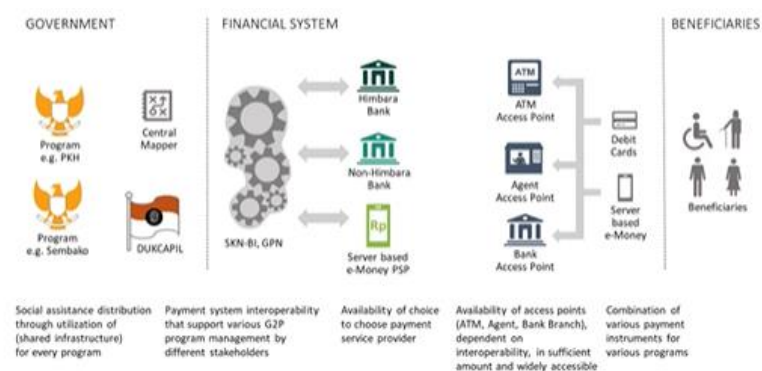 GOVERNMENT
FINANCIAL SYSTEM
BENEFICIARIES
Program
e.g. PKH
Central
Mapper
Program
e.g. Sembako
DUKCAPIL
SKN-BI, GPN
Himbara
Bank
Non-Himbara
Bank
Rp
Server based
e-Money PSP
ATM
ATM
Access Point
Agent
Access Point
Bank
Access Point
Debit
Cards
Server
based
e-Money
Beneficiaries
Social assistance distribution
through utilization of
(shared infrastructure)
for every program
Payment system interoperability
that support various G2P
program management by
different stakeholders
Availability of choice
to choose payment
service provider
Availability of access points
(ATM, Agent, Bank Branch),
dependent on
interoperability, in sufficient
amount and widely accessible
Combination of
various payment
instruments for
various programs